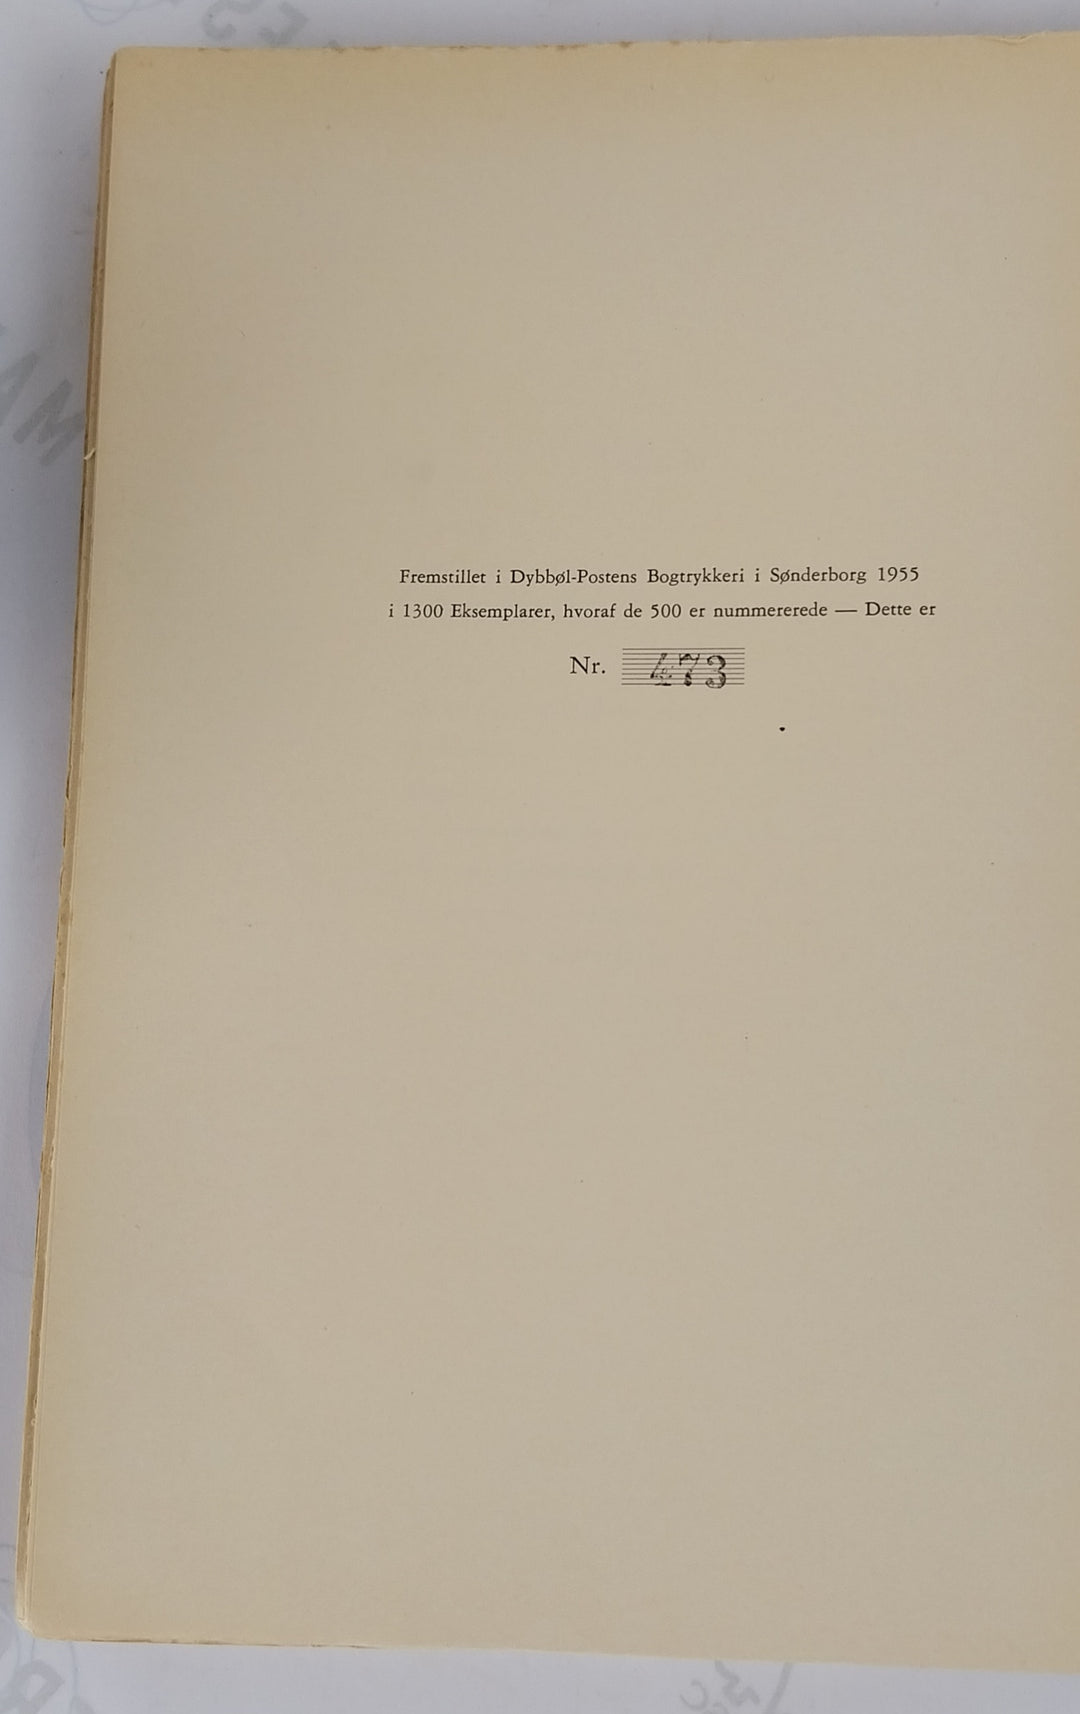 Fremstillet i Dybbøl-Postens Bogtrykkeri i Sønderborg 1955
i 1300 Eksemplarer, hvoraf de 500 er nummererede — Dette er
Nr. 473